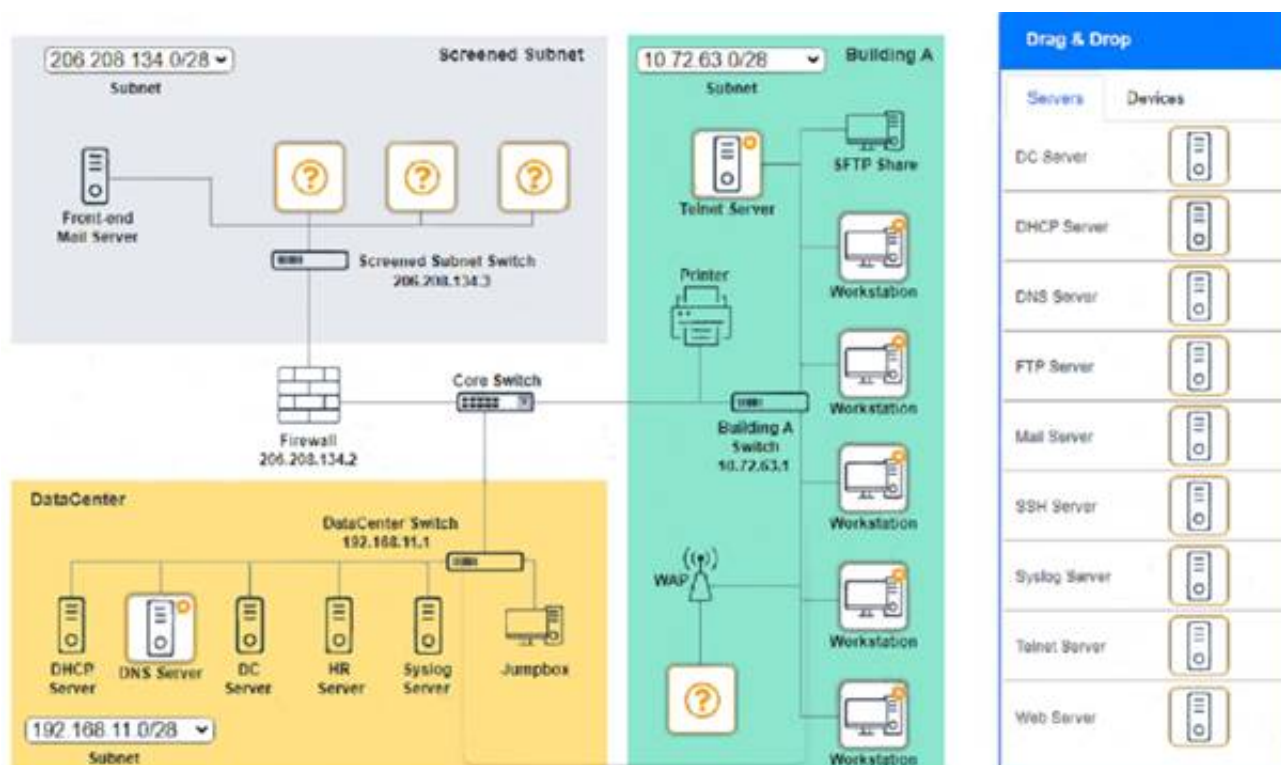 206.208.134.0/28
Subnet
Screened Subnet
?
?
?
Front-end
Mail Server
Screened Subnet Switch
206.208.134.3
10.72.63.0/28
Subnet
Building A
SFTP Share
Telnet Server
Workstation
Printer
Workstation
Core Switch
Building A
Switch
10.72.63.1
Firewall
206.208.134.2
Workstation
WAP
Workstation
?
Workstation
DataCenter
DataCenter Switch
192.168.11.1
DHCP
Server
DNS Server
DC
Server
HR
Server
Syslog
Server
Jumpbox
192.168.11.0/28
Subnet
Drag & Drop
Servers
Devices
DC Server
DHCP Server
DNS Server
FTP Server
Mail Server
SSH Server
Syslog Server
Telnet Server
Web Server